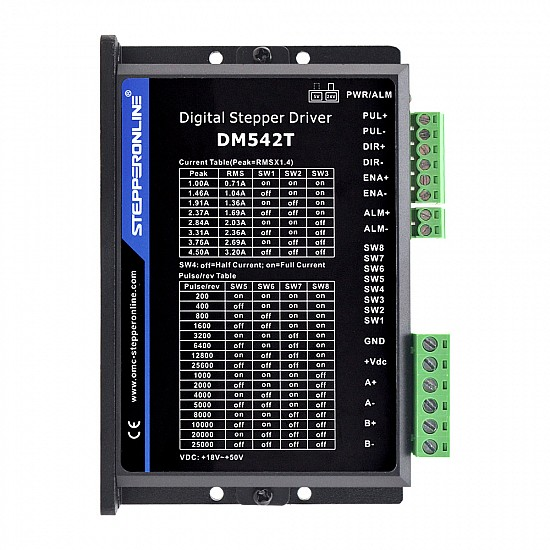 STEPPERONLINE®
www.omc-stepperonline.com
CE
5V 24V
PWR/ALM
Digital Stepper Driver
DM542T
Current Table(Peak=RMSX1.4)
Peak RMS SW1 SW2 SW3
1.00A 0.71A on on on
1.46A 1.04A off on on
1.91A 1.36A on off on
2.37A 1.69A off off on
2.84A 2.03A on on off
3.31A 2.36A off on off
3.76A 2.69A on off off
4.50A 3.20A off off off
SW4: off=Half Current; on=Full Current
Pulse/rev Table
Pulse/rev SW5 SW6 SW7 SW8
200 on on on on
400 off on on on
800 on off on on
1600 off off on on
3200 on on off on
6400 off on off on
12800 on off off on
25600 off off off on
1000 on on on off
2000 off on on off
4000 on off on off
5000 off off on off
8000 on on off off
10000 off on off off
20000 on off off off
25000 off off off off
VDC: +18V~+50V
PUL+
PUL-
DIR+
DIR-
ENA+
ENA-
ALM+
ALM-
SW8
SW7
SW6
SW5
SW4
SW3
SW2
SW1
GND
+Vdc
A+
A-
B+
B-